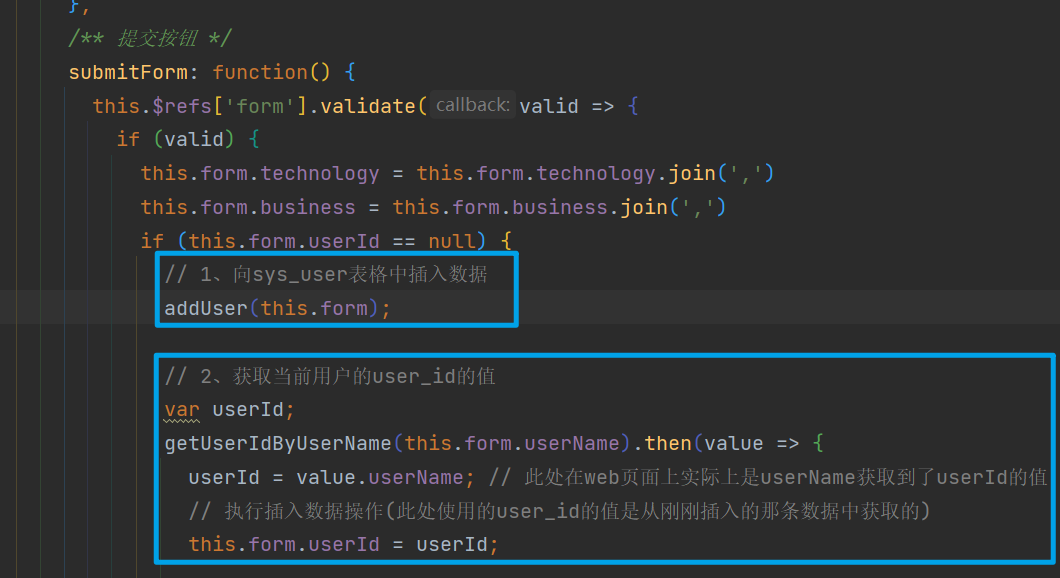 },
/** 提交按钮 */
submitForm: function() {
this.$refs['form'].validate( callback: valid => {
if (valid) {
this.form.technology = this.form.technology.join(',')
this.form.business = this.form.business.join(',')
if (this.form.userId == null) {
// 1、向sys_user表格中插入数据
addUser(this.form);
// 2、获取当前用户的user_id的值
var userId;
getUserIdByUserName(this.form.userName).then(value => {
userId = value.userName; // 此处在web页面上实际上是userName获取到了userId的值
// 执行插入数据操作(此处使用的user_id的值是从刚刚插入的那条数据中获取的)
this.form.userId = userId;